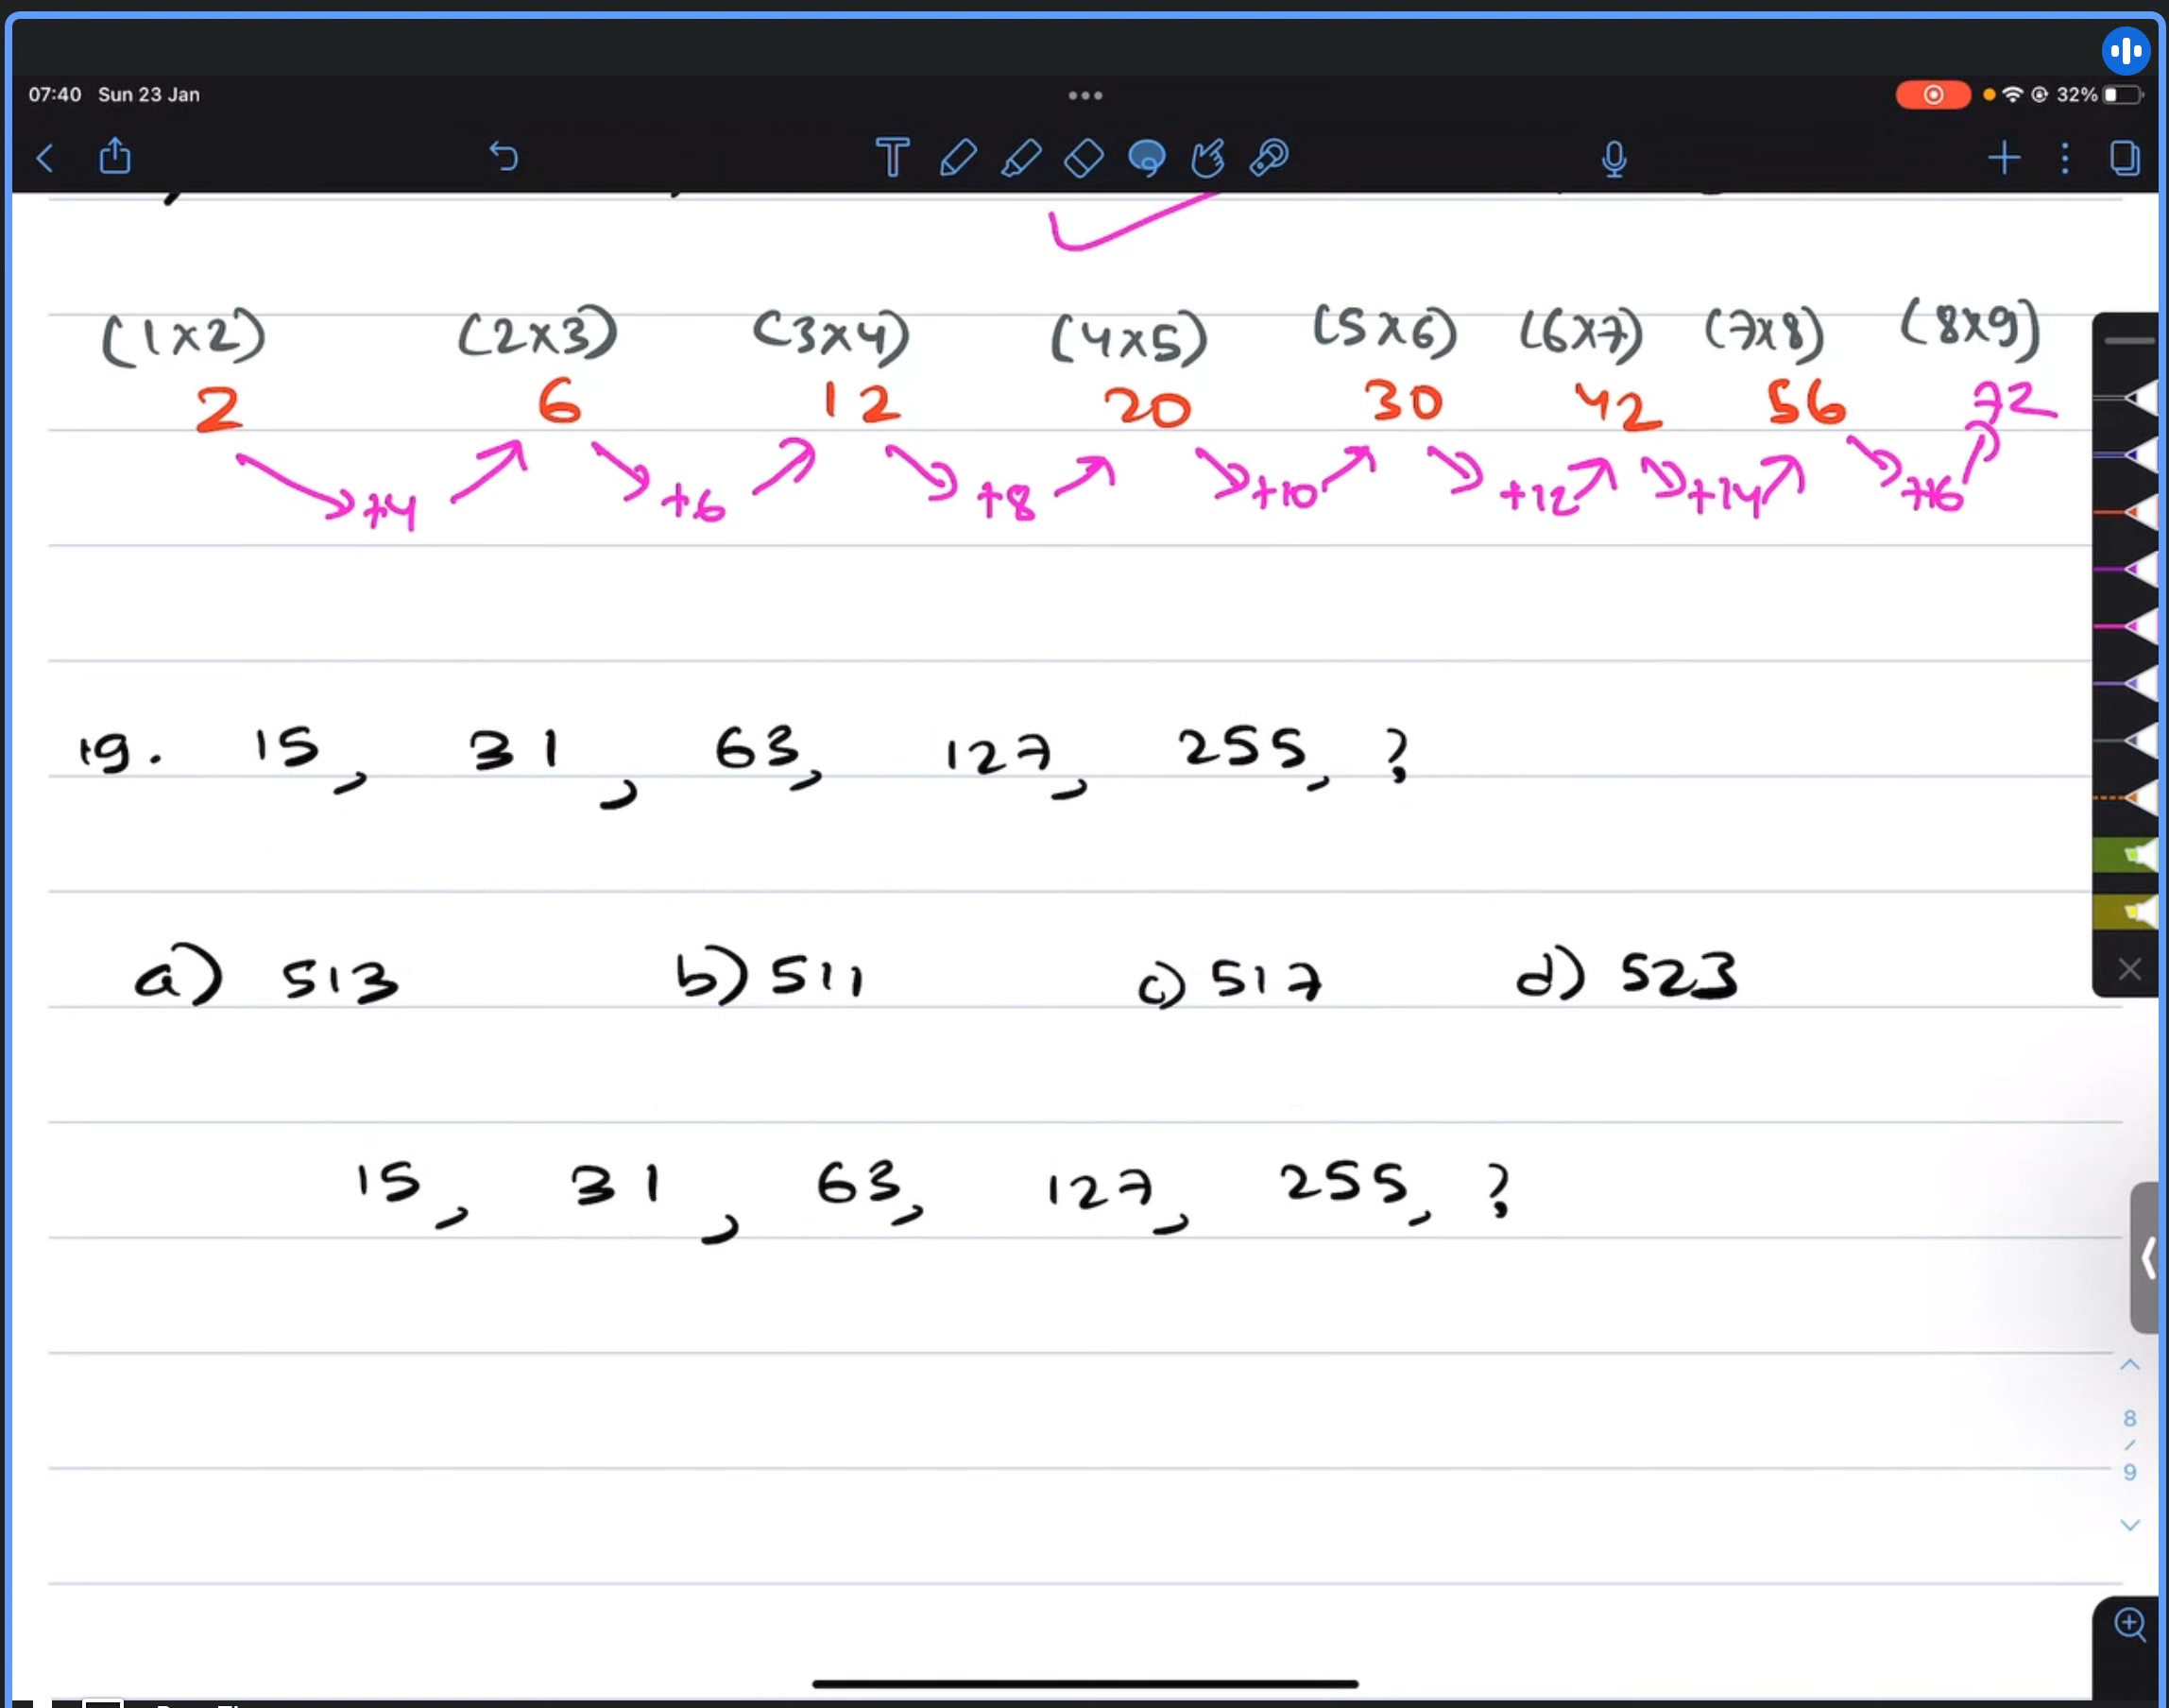 07:40 Sun 23 Jan
32%
(1x2) (2x3) (3x4) (4x5) (5x6) (6x7) (7x8) (8x9)
2 6 12 20 30 42 56 72
+4 +6 +8 +10 +12 +14 +16
19. 15, 31, 63, 127, 255, ?
a) 513 b) 511 c) 517 d) 523
15, 31, 63, 127, 255, ?
8
/
9